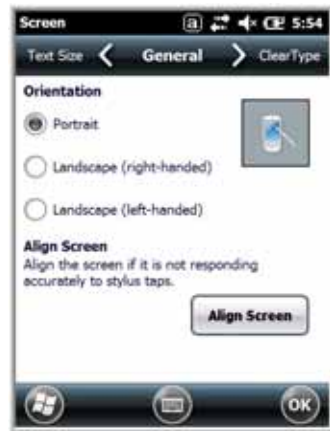 Screen 5:54
Text Size General ClearType
Orientation
Portrait
Landscape (right-handed)
Landscape (left-handed)
Align Screen
Align the screen if it is not responding
accurately to stylus taps.
Align Screen
OK